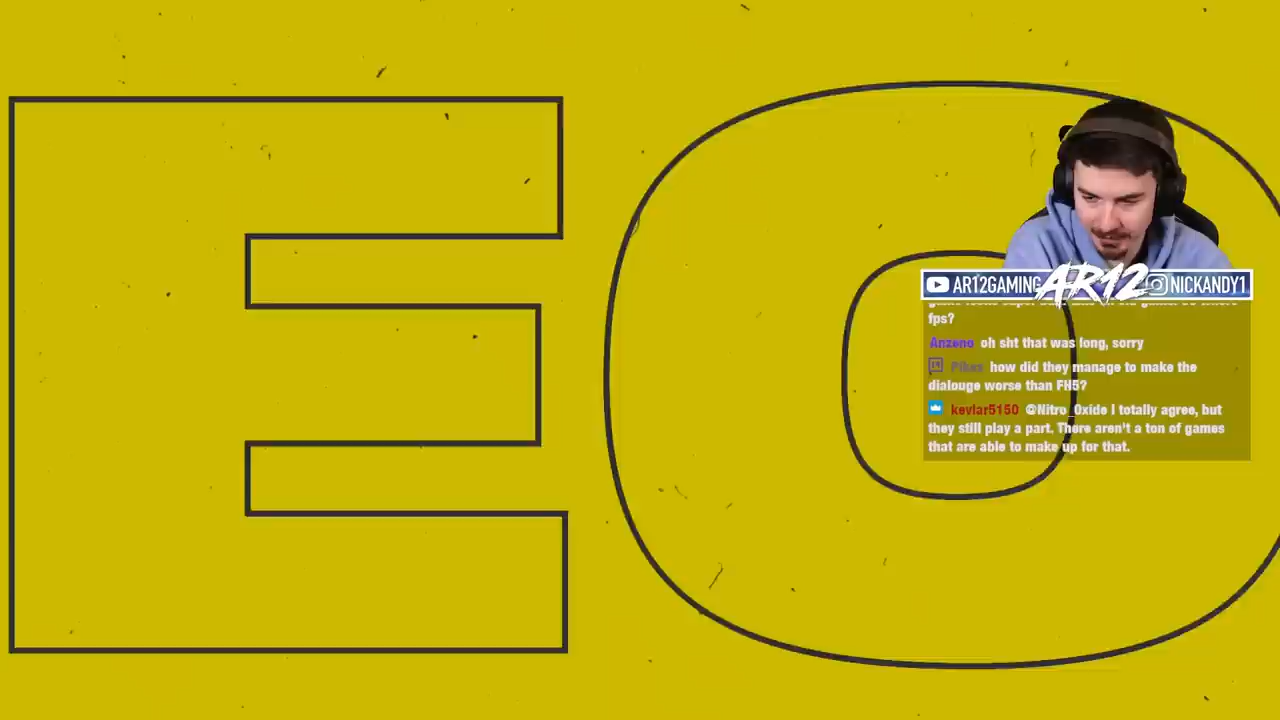 EO
AR12GAMING AR12 NICKANDY1
fps?
Anzeno oh sht that was long, sorry
how did they manage to make the
dialouge worse than FH5?
kevlar5150 @Nitro_Oxide I totally agree, but
they still play a part. There aren't a ton of games
that are able to make up for that.